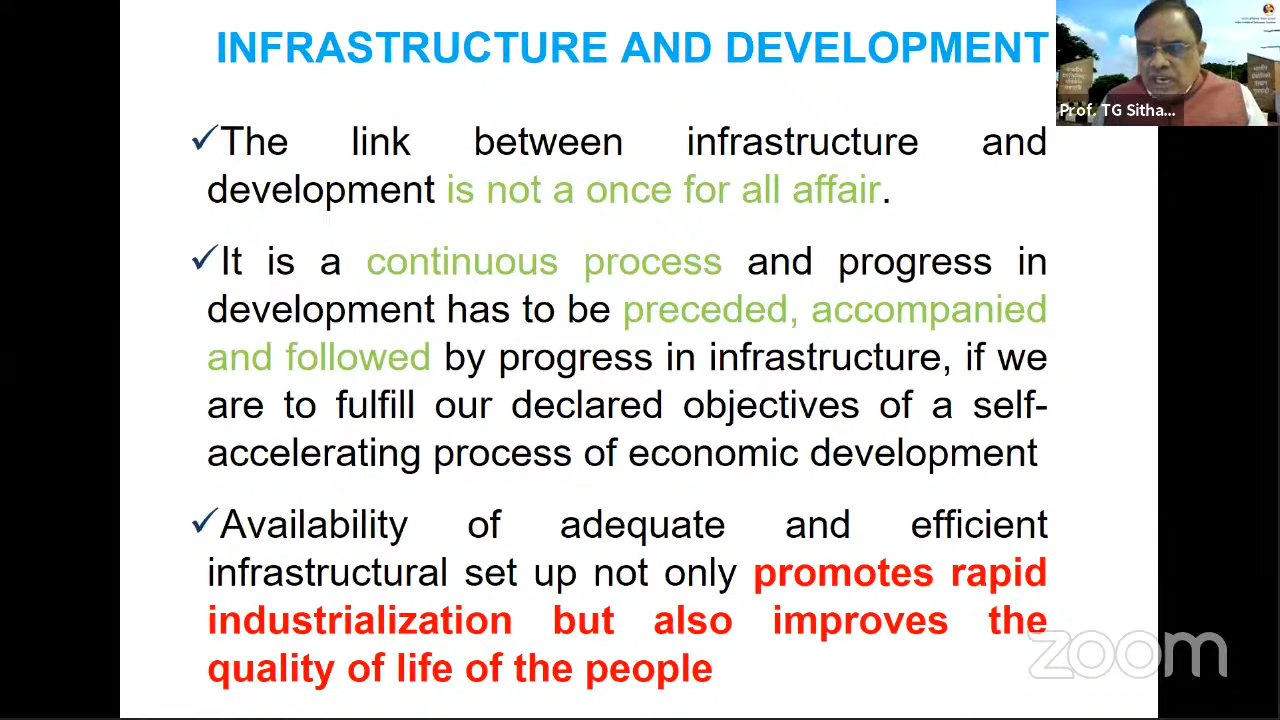 INFRASTRUCTURE AND DEVELOPMENT
Prof. TG Sitha...
✓The link between infrastructure and
development is not a once for all affair.
✓It is a continuous process and progress in
development has to be preceded, accompanied
and followed by progress in infrastructure, if we
are to fulfill our declared objectives of a self-
accelerating process of economic development
✓Availability of adequate and efficient
infrastructural set up not only promotes rapid
industrialization but also improves the
quality of life of the people
zoom